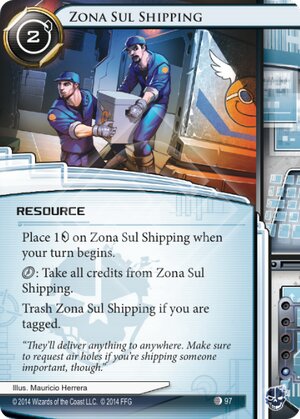 ZONA SUL SHIPPING
2
RESOURCE
Place 1 on Zona Sul Shipping when
your turn begins.
: Take all credits from Zona Sul
Shipping.
Trash Zona Sul Shipping if you are
tagged.
"They'll deliver anything to anywhere. Make sure
to request air holes if you're shipping someone
important, though."
Illus. Mauricio Herrera
© 2014 Wizards of the Coast LLC. © 2014 FFG
97